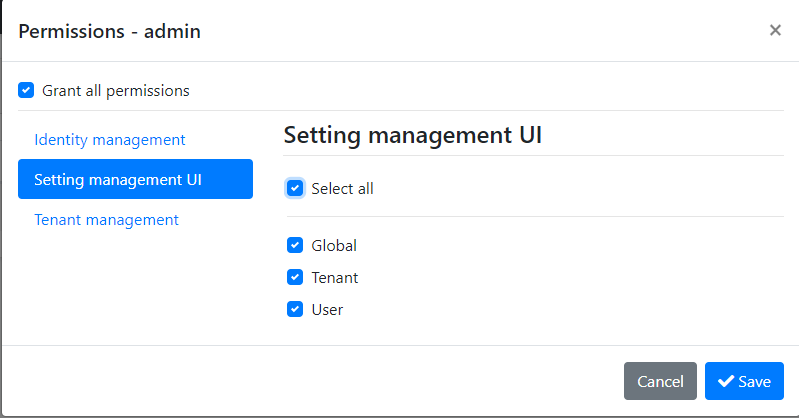 Permissions - admin
×
Grant all permissions
Identity management
Setting management UI
Tenant management
Setting management UI
Select all
Global
Tenant
User
Cancel
Save